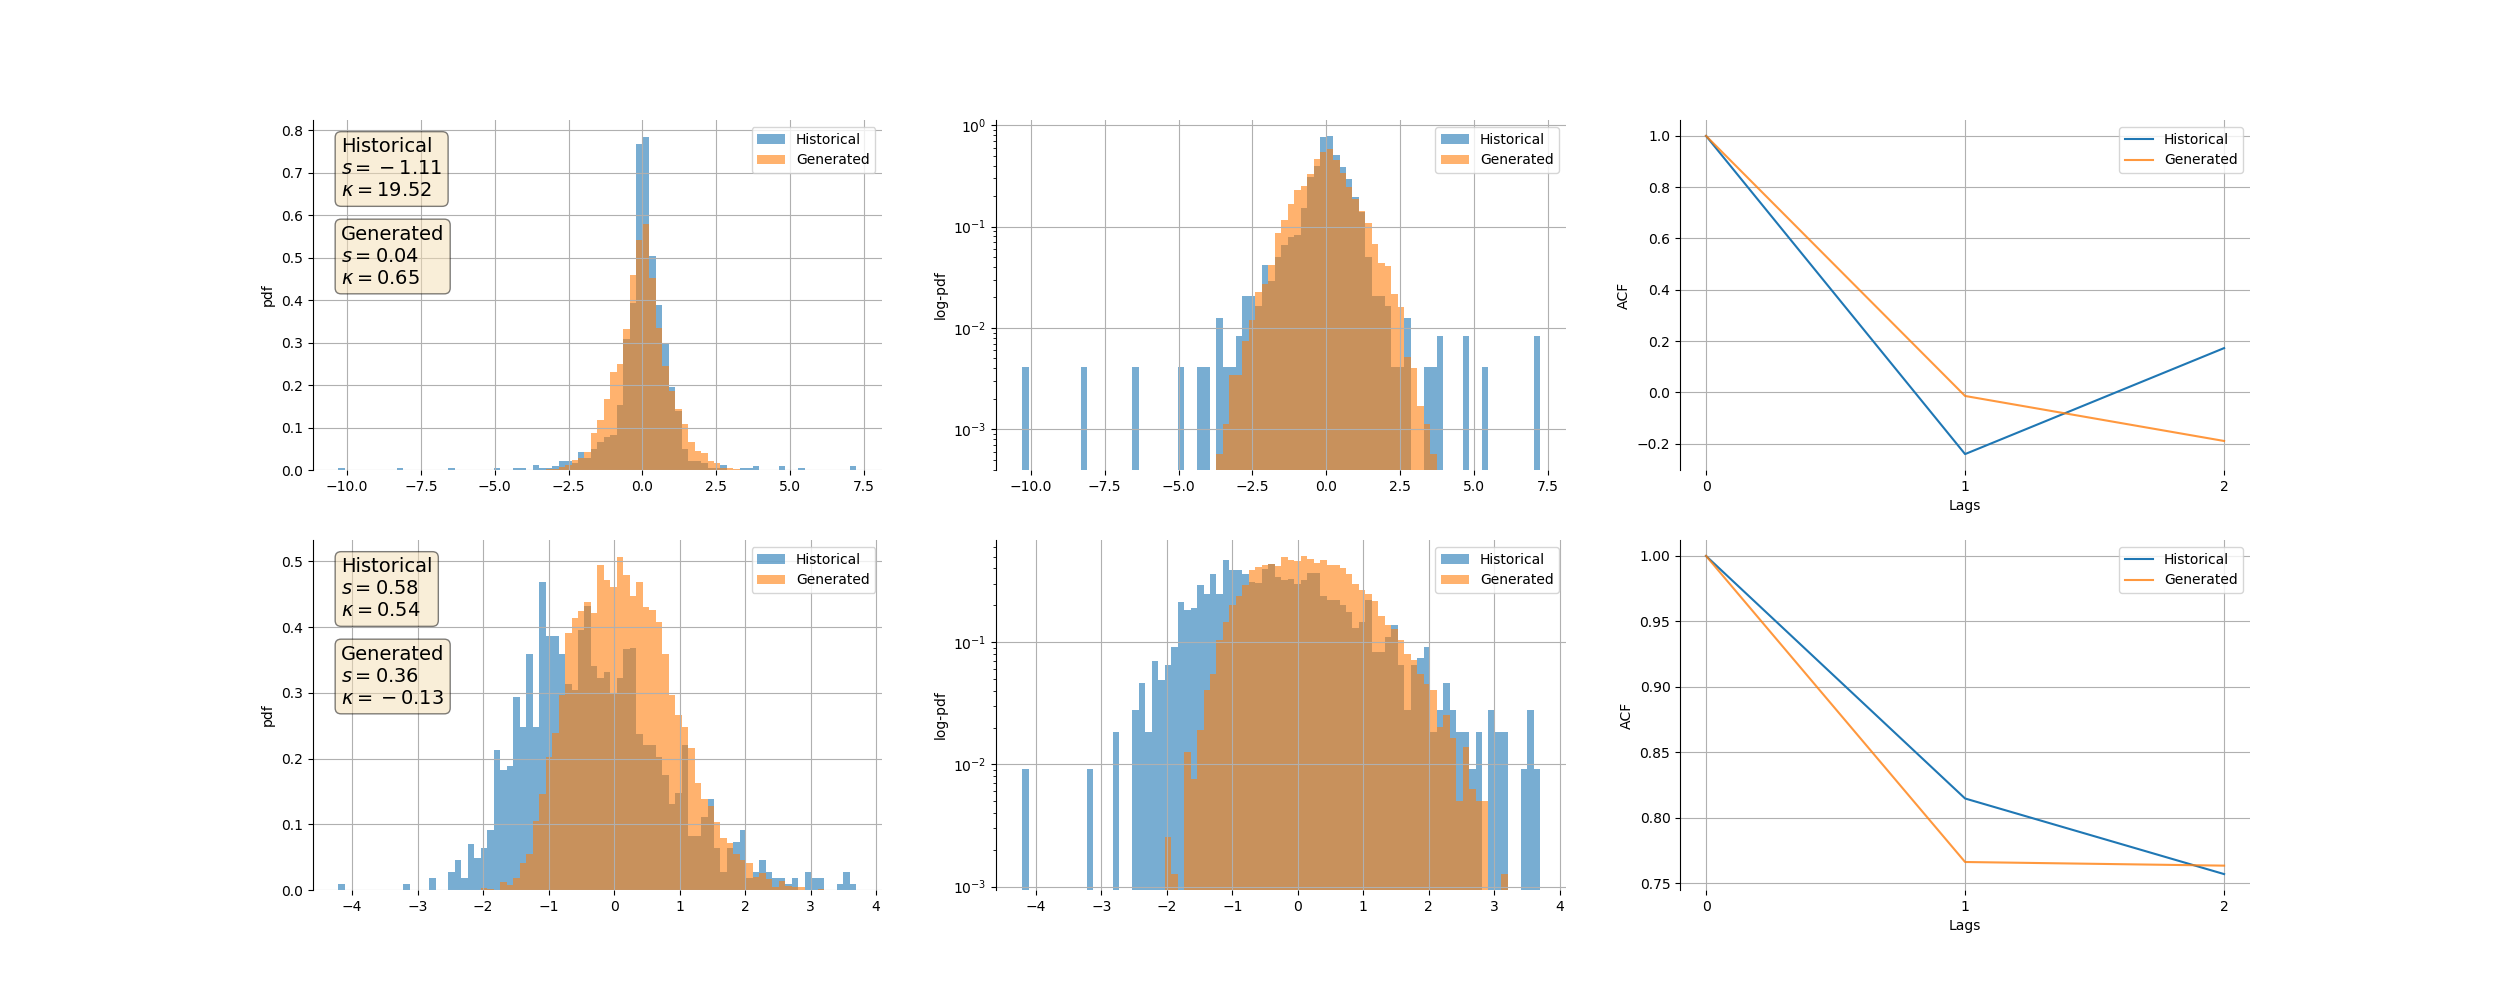 Historical
s = −1.11
κ = 19.52
Generated
s = 0.04
κ = 0.65
Historical
Generated
pdf
0.8
0.7
0.6
0.5
0.4
0.3
0.2
0.1
0.0
−10.0 −7.5 −5.0 −2.5 0.0 2.5 5.0 7.5
Historical
Generated
log-pdf
10⁰
10⁻¹
10⁻²
10⁻³
−10.0 −7.5 −5.0 −2.5 0.0 2.5 5.0 7.5
Historical
Generated
ACF
1.0
0.8
0.6
0.4
0.2
0.0
−0.2
0 1 2
Lags
Historical
s = 0.58
κ = 0.54
Generated
s = 0.36
κ = −0.13
Historical
Generated
pdf
0.5
0.4
0.3
0.2
0.1
0.0
−4 −3 −2 −1 0 1 2 3 4
Historical
Generated
log-pdf
10⁻¹
10⁻²
10⁻³
−4 −3 −2 −1 0 1 2 3 4
Historical
Generated
ACF
1.00
0.95
0.90
0.85
0.80
0.75
0 1 2
Lags